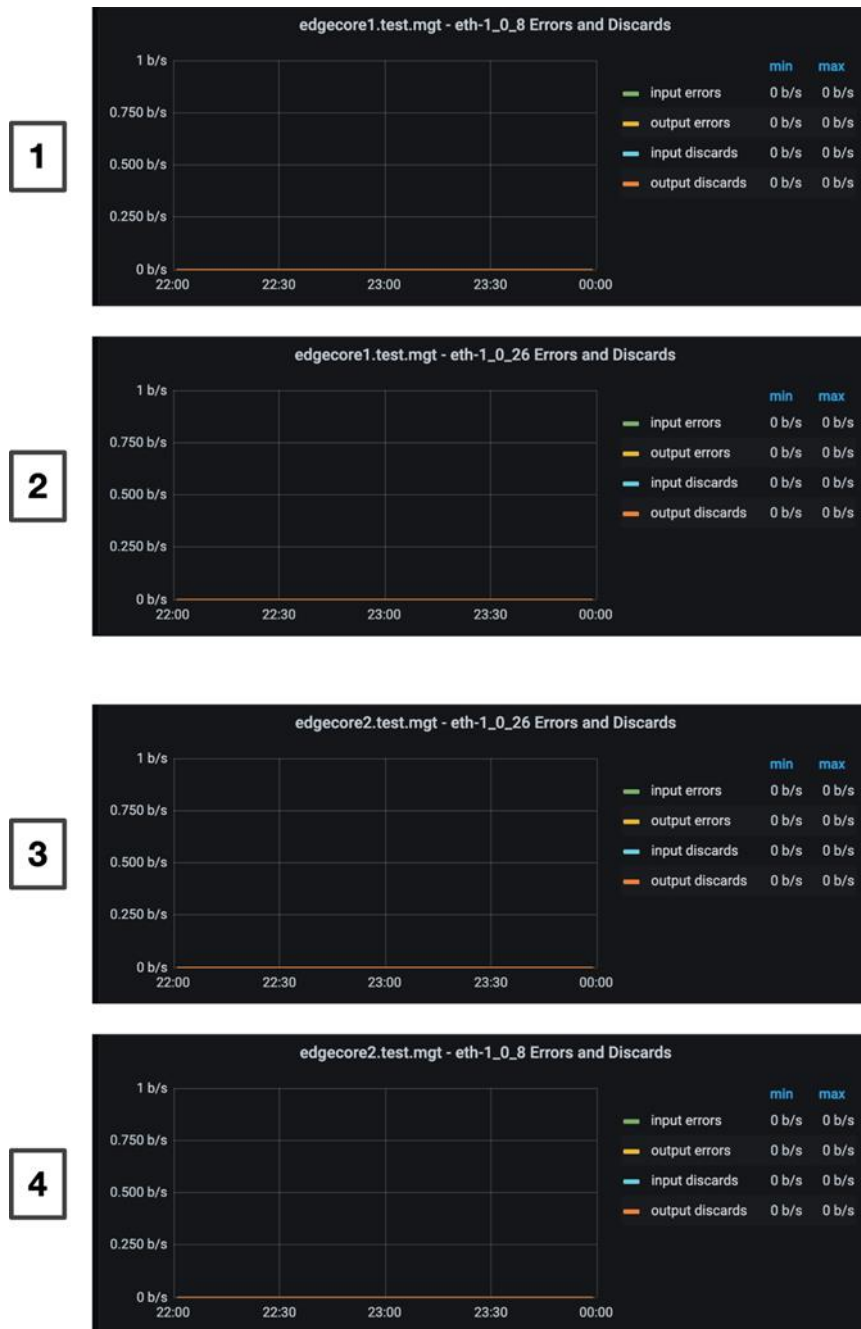 edgecore1.test.mgt - eth-1_0_8 Errors and Discards
1 b/s
0.750 b/s
0.500 b/s
0.250 b/s
0 b/s
22:00 22:30 23:00 23:30 00:00
min max
input errors 0 b/s 0 b/s
output errors 0 b/s 0 b/s
input discards 0 b/s 0 b/s
output discards 0 b/s 0 b/s
1
edgecore1.test.mgt - eth-1_0_26 Errors and Discards
1 b/s
0.750 b/s
0.500 b/s
0.250 b/s
0 b/s
22:00 22:30 23:00 23:30 00:00
min max
input errors 0 b/s 0 b/s
output errors 0 b/s 0 b/s
input discards 0 b/s 0 b/s
output discards 0 b/s 0 b/s
2
edgecore2.test.mgt - eth-1_0_26 Errors and Discards
1 b/s
0.750 b/s
0.500 b/s
0.250 b/s
0 b/s
22:00 22:30 23:00 23:30 00:00
min max
input errors 0 b/s 0 b/s
output errors 0 b/s 0 b/s
input discards 0 b/s 0 b/s
output discards 0 b/s 0 b/s
3
edgecore2.test.mgt - eth-1_0_8 Errors and Discards
1 b/s
0.750 b/s
0.500 b/s
0.250 b/s
0 b/s
22:00 22:30 23:00 23:30 00:00
min max
input errors 0 b/s 0 b/s
output errors 0 b/s 0 b/s
input discards 0 b/s 0 b/s
output discards 0 b/s 0 b/s
4